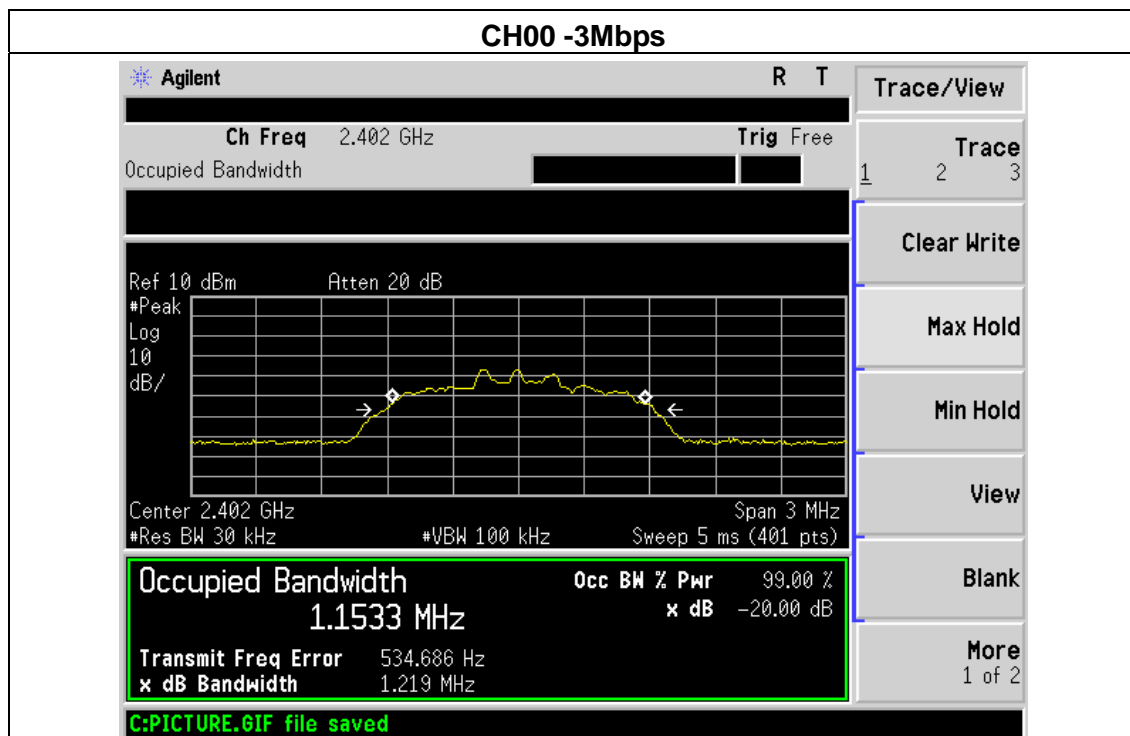 CH00 -3Mbps
Agilent R T
Ch Freq 2.402 GHz Trig Free
Occupied Bandwidth
Ref 10 dBm Atten 20 dB
#Peak
Log
10
dB/
Center 2.402 GHz Span 3 MHz
#Res BW 30 kHz #VBW 100 kHz Sweep 5 ms (401 pts)
Occupied Bandwidth Occ BW % Pwr 99.00 %
1.1533 MHz x dB -20.00 dB
Transmit Freq Error 534.686 Hz
x dB Bandwidth 1.219 MHz
C:PICTURE.GIF file saved
Trace/View
Trace
1 2 3
Clear Write
Max Hold
Min Hold
View
Blank
More
1 of 2